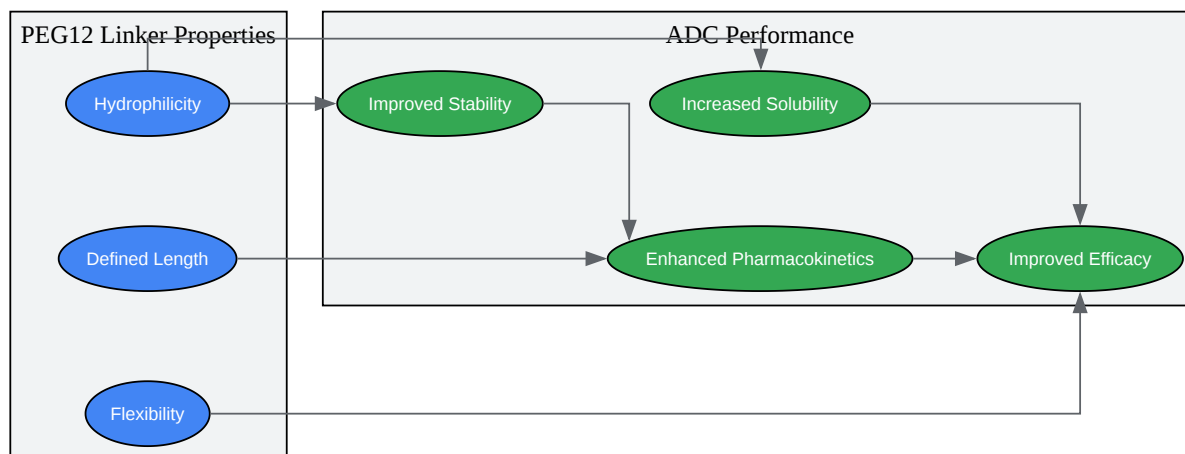 PEG12 Linker Properties
ADC Performance
Hydrophilicity
Improved Stability
Increased Solubility
Defined Length
Enhanced Pharmacokinetics
Improved Efficacy
Flexibility